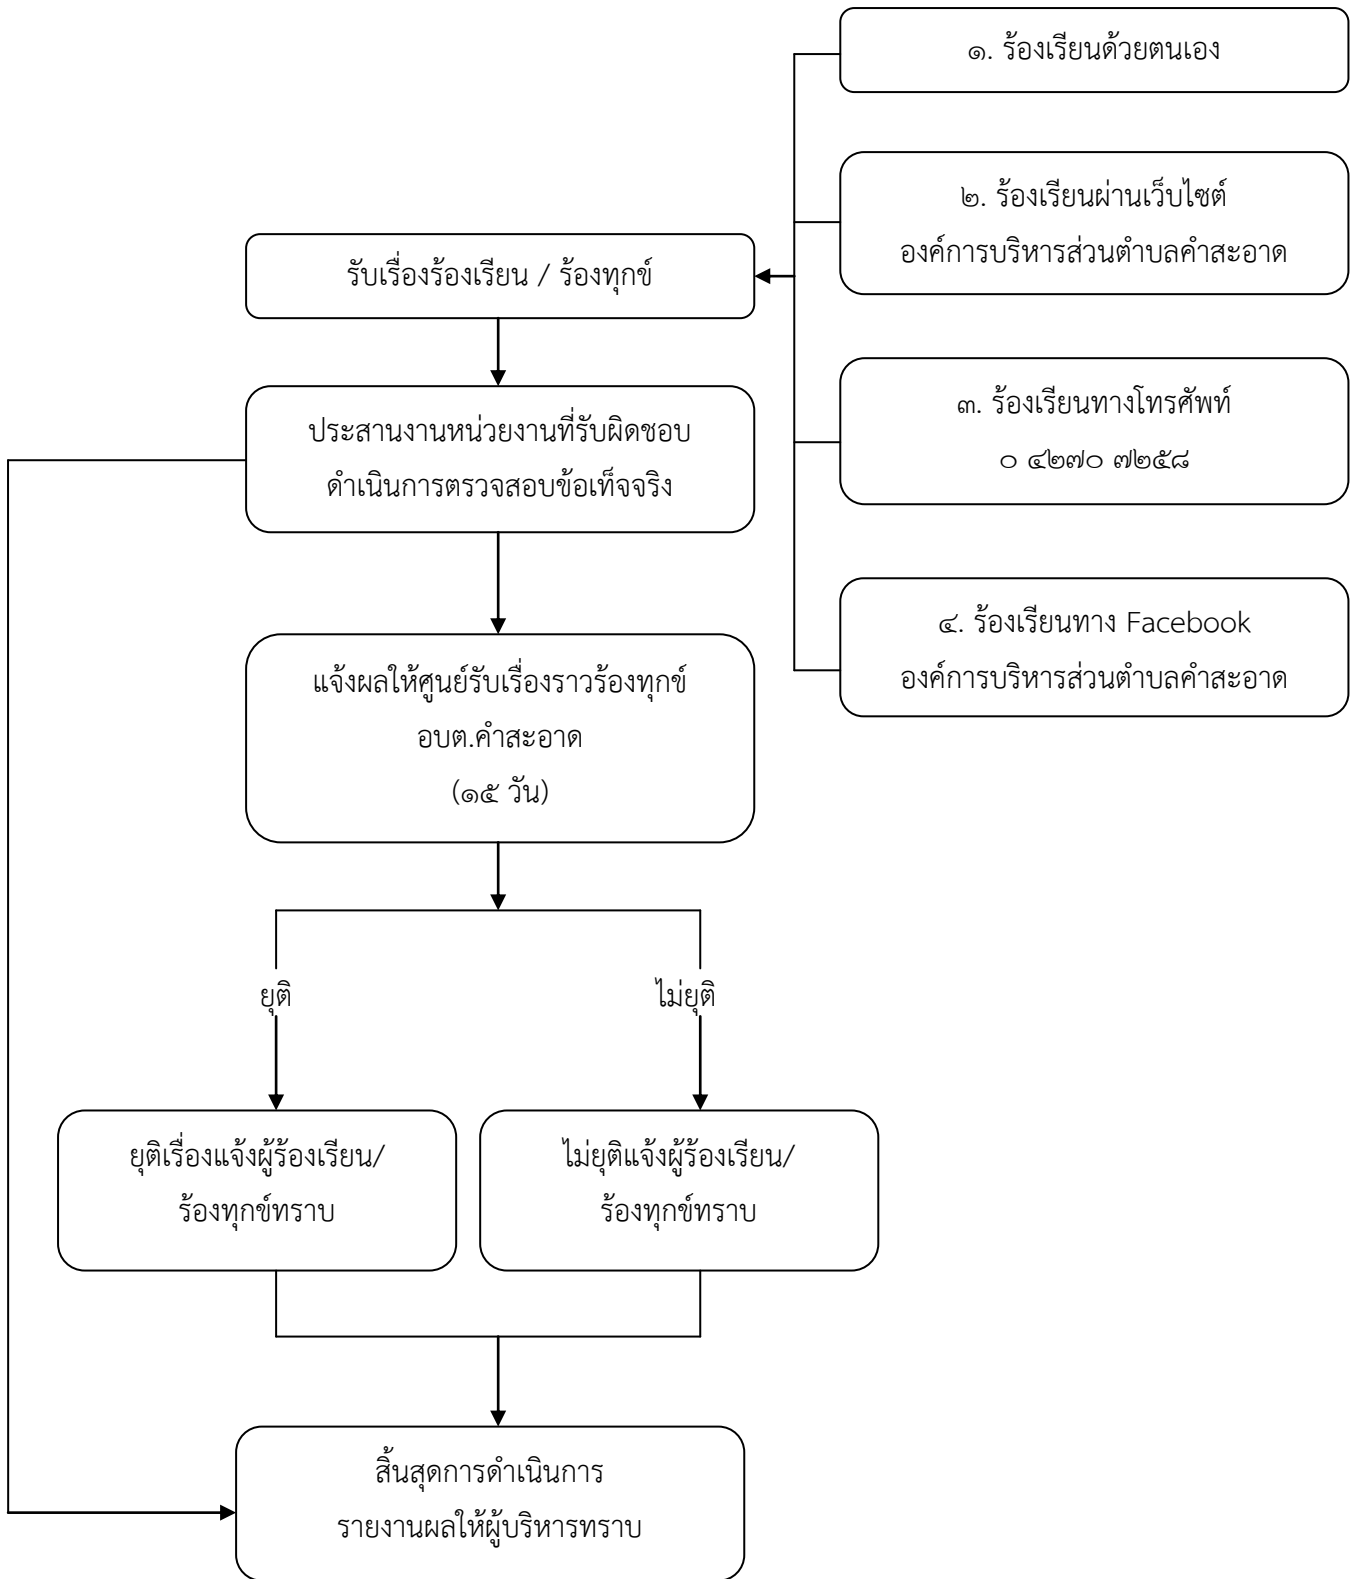 ๑. ร้องเรียนด้วยตนเอง
๒. ร้องเรียนผ่านเว็บไซต์
องค์การบริหารส่วนตำบลคำสะอาด
รับเรื่องร้องเรียน / ร้องทุกข์
๓. ร้องเรียนทางโทรศัพท์
๐ ๔๒๗๐ ๗๒๕๘
ประสานงานหน่วยงานที่รับผิดชอบ
ดำเนินการตรวจสอบข้อเท็จจริง
๔. ร้องเรียนทาง Facebook
องค์การบริหารส่วนตำบลคำสะอาด
แจ้งผลให้ศูนย์รับเรื่องราวร้องทุกข์
อบต.คำสะอาด
(๑๕ วัน)
ยุติ
ไม่ยุติ
ยุติเรื่องแจ้งผู้ร้องเรียน/
ร้องทุกข์ทราบ
ไม่ยุติแจ้งผู้ร้องเรียน/
ร้องทุกข์ทราบ
สิ้นสุดการดำเนินการ
รายงานผลให้ผู้บริหารทราบ